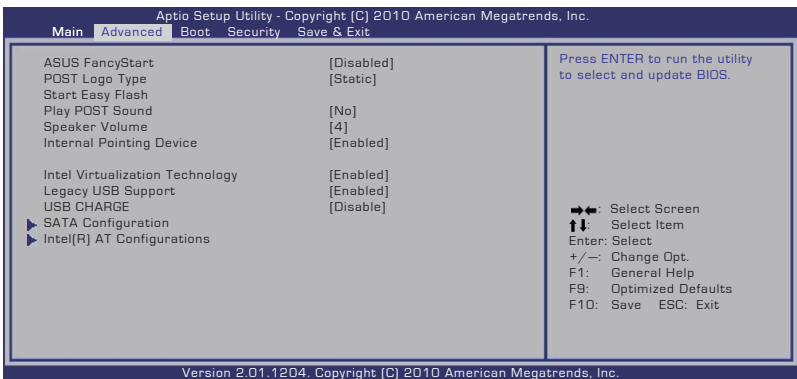 Aptio Setup Utility - Copyright (C) 2010 American Megatrends, Inc.
Main Advanced Boot Security Save & Exit
ASUS FancyStart [Disabled]
POST Logo Type [Static]
Start Easy Flash
Play POST Sound [No]
Speaker Volume [4]
Internal Pointing Device [Enabled]
Intel Virtualization Technology [Enabled]
Legacy USB Support [Enabled]
USB CHARGE [Disable]
SATA Configuration
Intel(R) AT Configurations
Press ENTER to run the utility
to select and update BIOS.
→←: Select Screen
↑↓: Select Item
Enter: Select
+/—: Change Opt.
F1: General Help
F9: Optimized Defaults
F10: Save ESC: Exit
Version 2.01.1204. Copyright (C) 2010 American Megatrends, Inc.